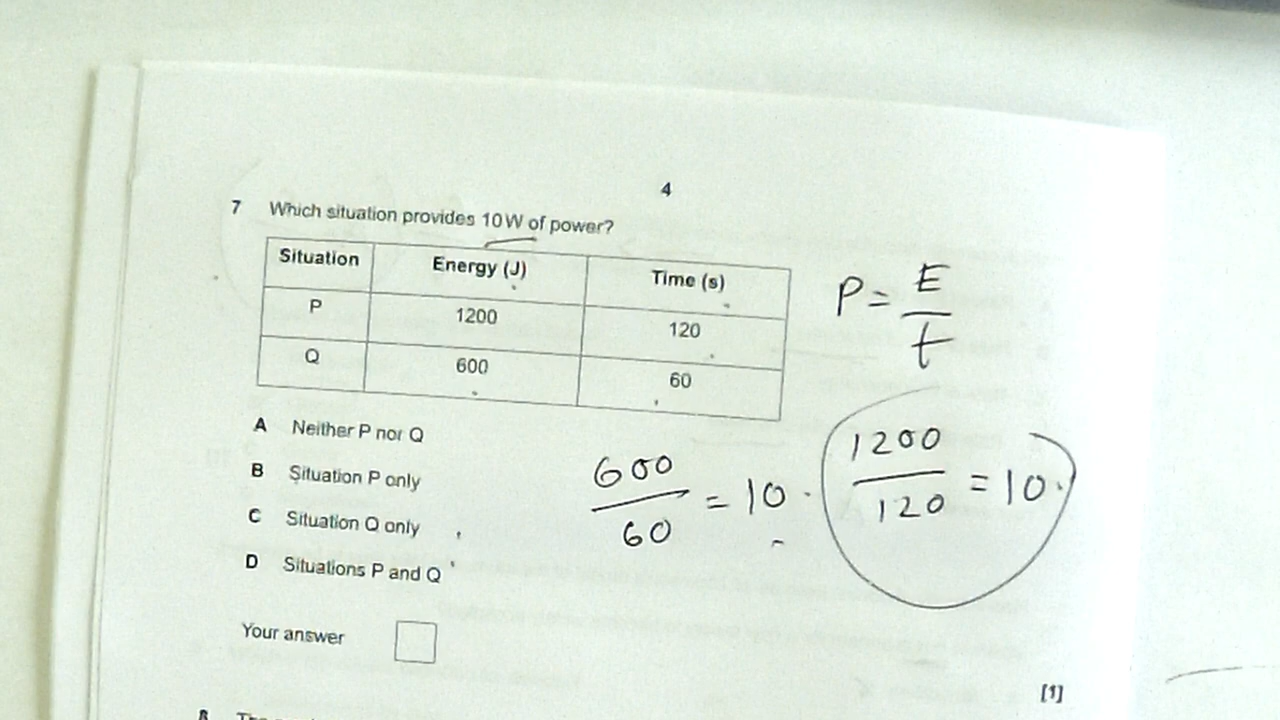 4
7 Which situation provides 10 W of power?
Situation Energy (J) Time (s)
P 1200 120
Q 600 60
A Neither P nor Q
B Situation P only
C Situation Q only
D Situations P and Q
Your answer
[1]
P = E
t
600
60
= 10
1200
120
= 10
8